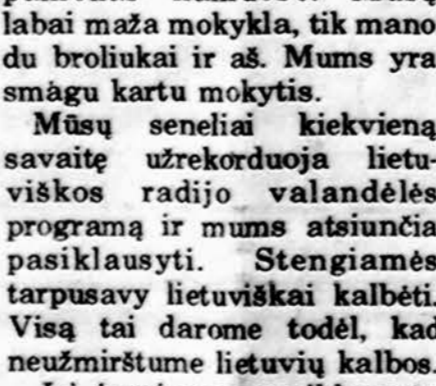 labai maža mokykla, tik mano
du broliukai ir aš. Mums yra
smagu kartu mokytis.
Mūsų seneliai kiekvieną
savaitę užrekorduoja lietu-
viškos radijo valandėlės
programą ir mums atsiunčia
pasiklausyti. Stengiamės
tarpusavy lietuviškai kalbėti.
Visą tai darome todėl, kad
neužmirštume lietuvių kalbos.